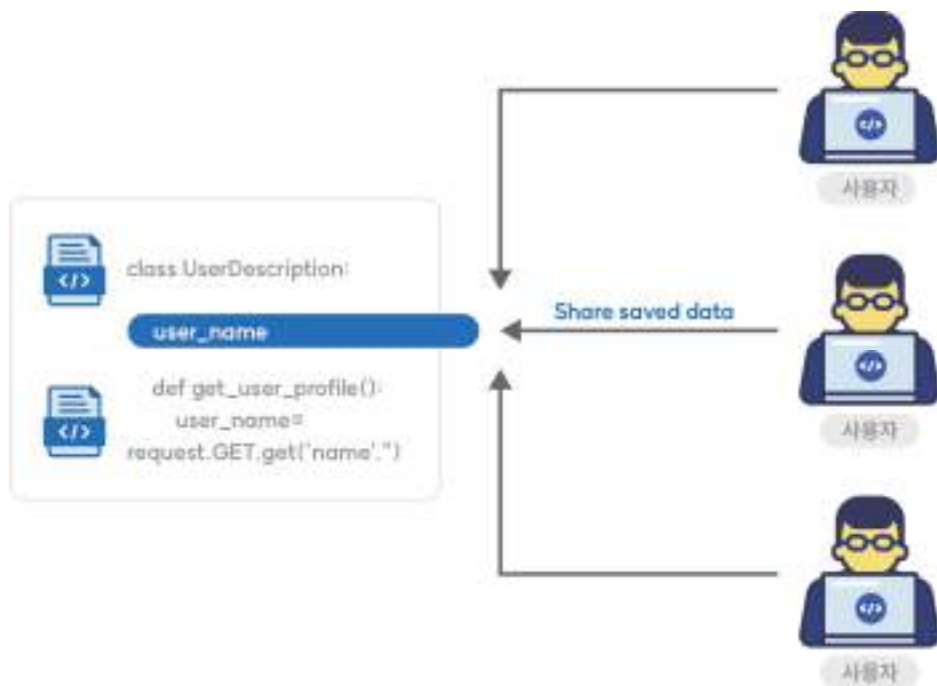 class UserDescription:
user_name
def get_user_profile():
user_name=
request.GET.get('name'.'')
Share saved data
</>
</>
</>
사용자
</>
사용자
</>
사용자